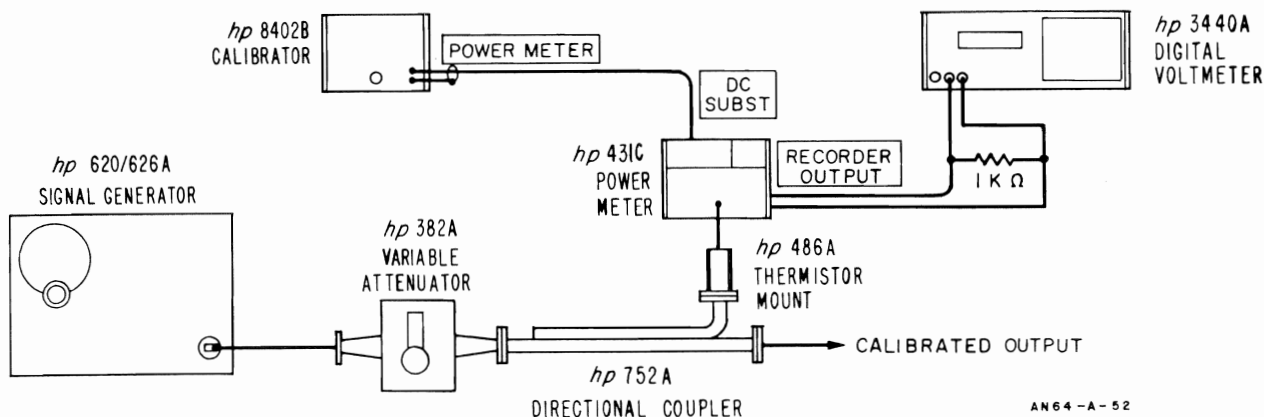 hp 8402B
CALIBRATOR
POWER METER
hp 3440A
DIGITAL
VOLTMETER
DC
SUBST
hp 431C
POWER
METER
RECORDER
OUTPUT
1 K Ω
hp 620/626A
SIGNAL GENERATOR
hp 382A
VARIABLE
ATTENUATOR
hp 486A
THERMISTOR
MOUNT
CALIBRATED OUTPUT
hp 752A
DIRECTIONAL COUPLER
AN64-A-52